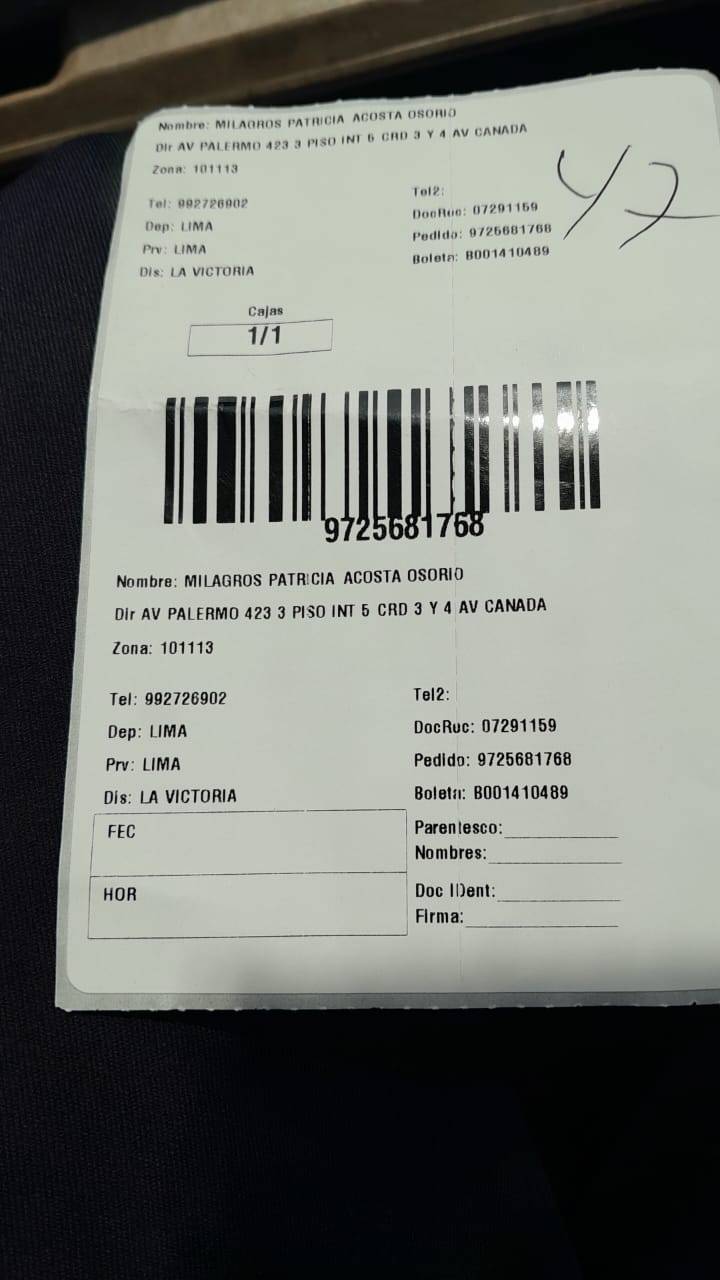 Nombre: MILAGROS PATRICIA ACOSTA OSORIO
Dir AV PALERMO 423 3 PISO INT 5 CRD 3 Y 4 AV CANADA
Zona: 101113
47
Tel: 992726902
Tel2:
Dep: LIMA
DocRuc: 07291159
Prv: LIMA
Pedido: 9725681768
Dis: LA VICTORIA
Boleta: B001410489
Cajas
1/1
9725681768
Nombre: MILAGROS PATRICIA ACOSTA OSORIO
Dir AV PALERMO 423 3 PISO INT 5 CRD 3 Y 4 AV CANADA
Zona: 101113
Tel: 992726902
Tel2:
Dep: LIMA
DocRuc: 07291159
Prv: LIMA
Pedido: 9725681768
Dis: LA VICTORIA
Boleta: B001410489
FEC
Parentesco:
Nombres:
HOR
Doc IDent:
Firma: